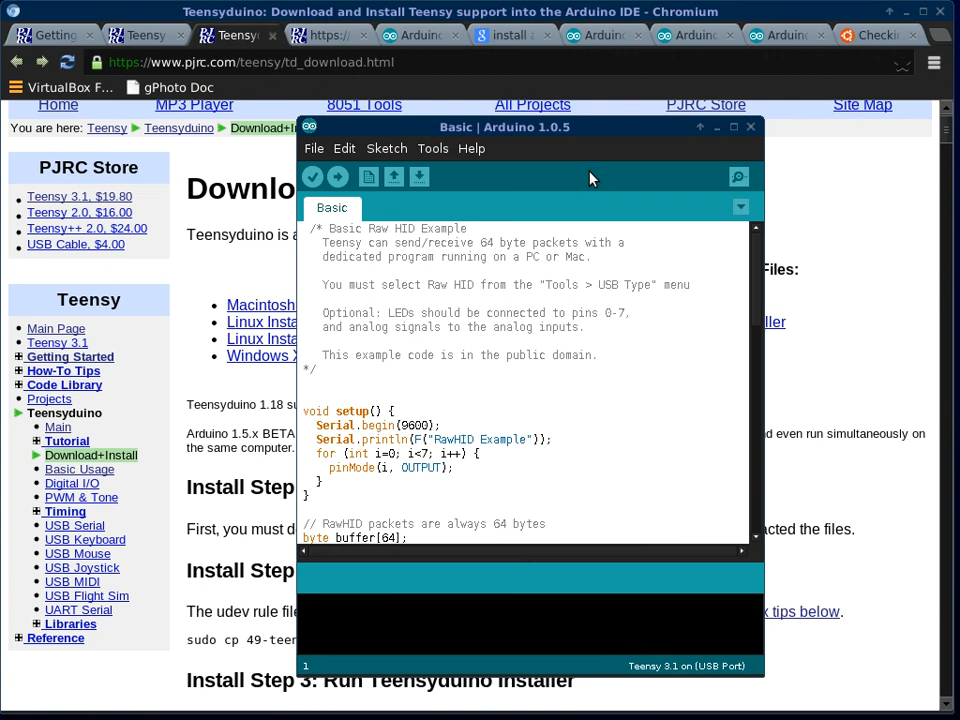 Teensyduino: Download and Install Teensy support into the Arduino IDE - Chromium
Getting
Teensy
Teensy
https:/
Arduin
install a
Arduin
Arduin
Arduin
Checkin
https://www.pjrc.com/teensy/td_download.html
VirtualBox F...
gPhoto Doc
Home
MP3 Player
8051 Tools
All Projects
PJRC Store
Site Map
You are here: Teensy Teensyduino Download+I
PJRC Store
Teensy 3.1, $19.80
Teensy 2.0, $16.00
Teensy++ 2.0, $24.00
USB Cable, $4.00
Teensy
Main Page
Teensy 3.1
Getting Started
How-To Tips
Code Library
Projects
Teensyduino
Main
Tutorial
Download+Install
Basic Usage
Digital I/O
PWM & Tone
Timing
USB Serial
USB Keyboard
USB Mouse
USB Joystick
USB MIDI
USB Flight Sim
UART Serial
Libraries
Reference
Downlo
Teensyduino is a
Files:
Macintosh
Linux Insta
ller
Linux Insta
Windows X
Teensyduino 1.18 su
Arduino 1.5.x BETA
d even run simultaneously on
the same computer.
Install Step
First, you must d
acted the files.
Install Step
The udev rule file
x tips below.
sudo cp 49-teen
Install Step 3: Run Teensyduino Installer
Basic | Arduino 1.0.5
File Edit Sketch Tools Help
Basic
/* Basic Raw HID Example
Teensy can send/receive 64 byte packets with a
dedicated program running on a PC or Mac.
You must select Raw HID from the "Tools > USB Type" menu
Optional: LEDs should be connected to pins 0-7,
and analog signals to the analog inputs.
This example code is in the public domain.
*/
void setup() {
Serial.begin(9600);
Serial.println(F("RawHID Example"));
for (int i=0; i<7; i++) {
pinMode(i, OUTPUT);
}
}
// RawHID packets are always 64 bytes
byte buffer[64];
1
Teensy 3.1 on (USB Port)